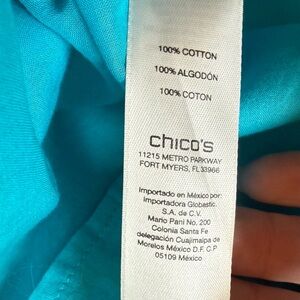 100% COTTON
100% ALGODÓN
100% COTON
chico's
11215 METRO PARKWAY
FORT MYERS, FL33966
Importado en México por:
Importadora Globastic.
S.A. de C.V.
Mario Pani No. 200
Colonia Santa Fe
delegación Cuajimalpa de
Morelos México D.F. C.P
05109 México